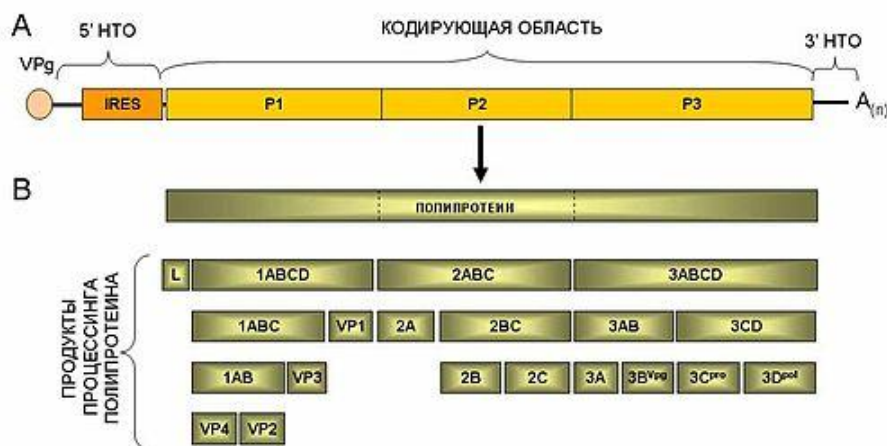 A
5' НТО
КОДИРУЮЩАЯ ОБЛАСТЬ
3' НТО
VPg
IRES P1 P2 P3 A(n)
B
ПОЛИПРОТЕИН
ПРОДУКТЫ
ПРОЦЕССИНГА
ПОЛИПРОТЕИНА
L 1ABCD 2ABC 3ABCD
1ABC VP1 2A 2BC 3AB 3CD
1AB VP3 2B 2C 3A 3BVpg 3Cpro 3Dpol
VP4 VP2